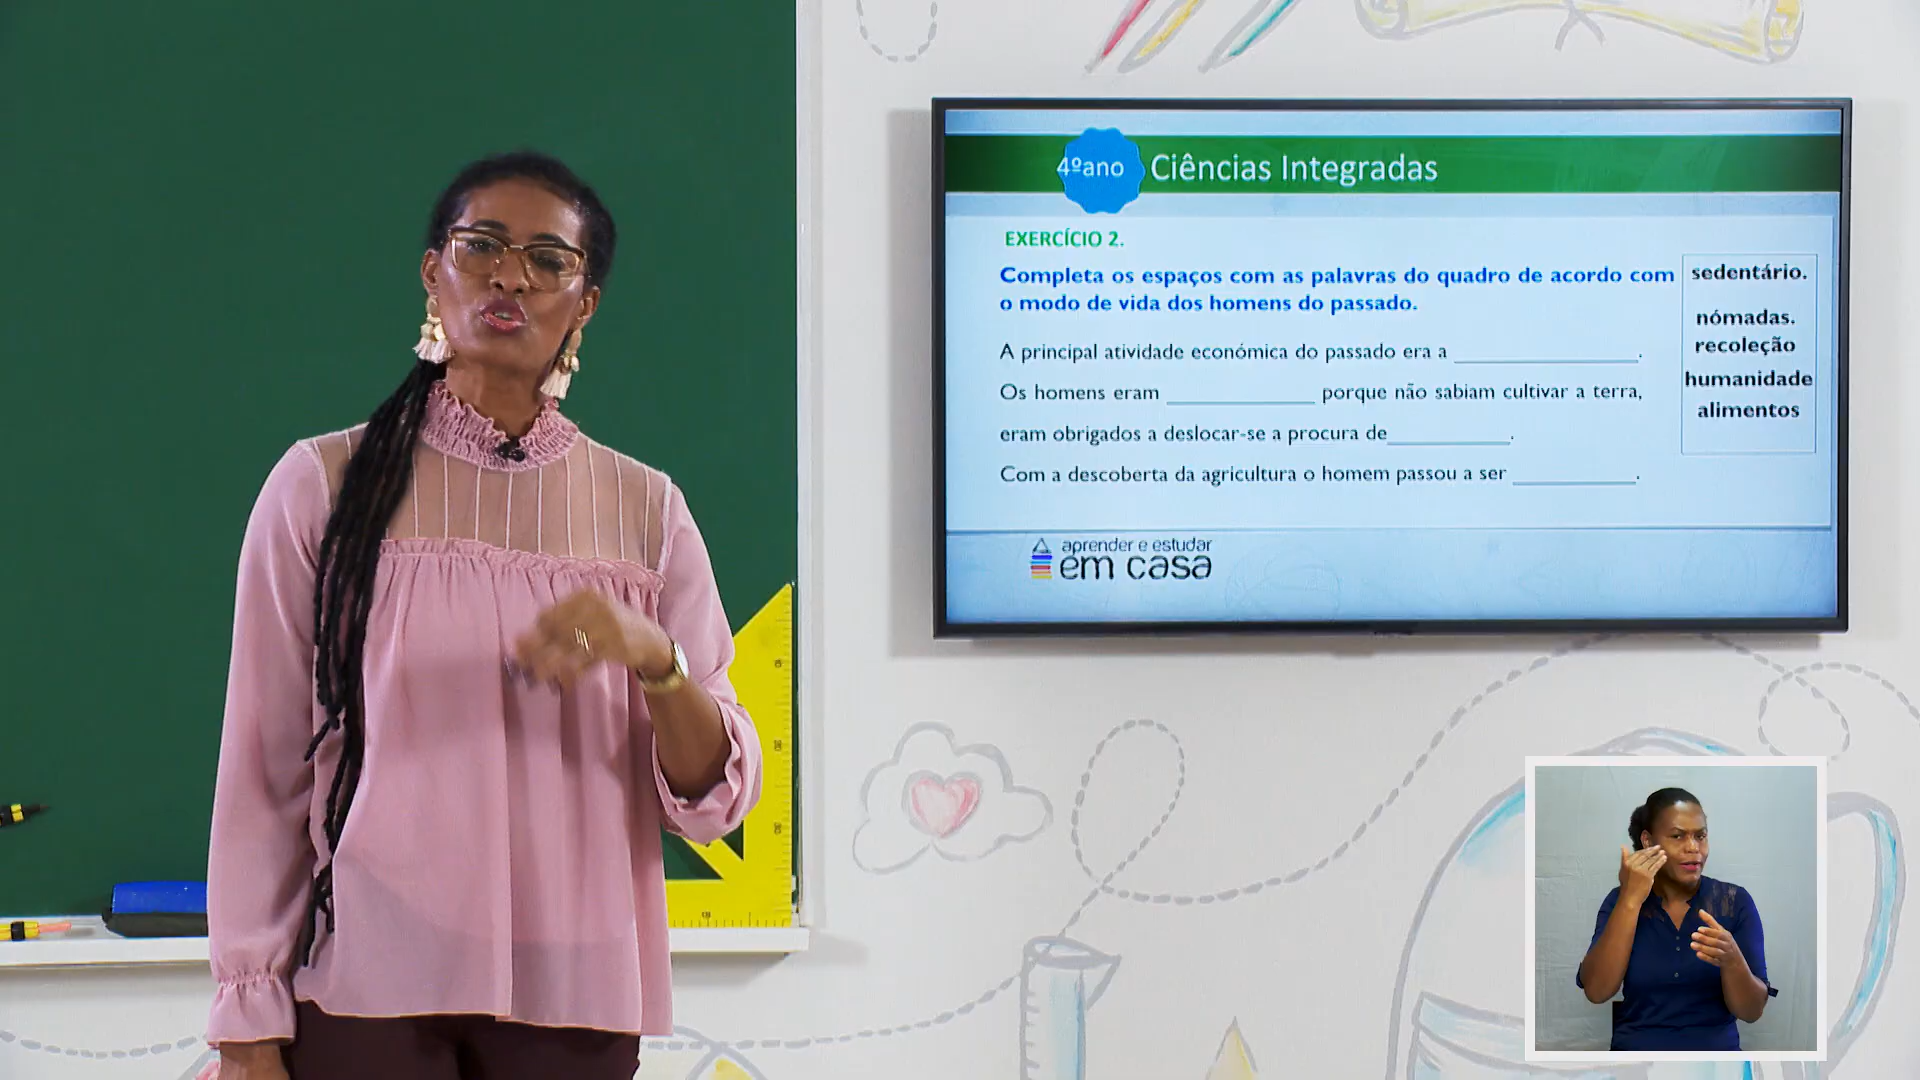 4ºano Ciências Integradas
EXERCÍCIO 2.
Completa os espaços com as palavras do quadro de acordo com
o modo de vida dos homens do passado.
A principal atividade económica do passado era a _______________.
Os homens eram ____________ porque não sabiam cultivar a terra,
eram obrigados a deslocar-se a procura de__________.
Com a descoberta da agricultura o homem passou a ser __________.
sedentário.
nómadas.
recoleção
humanidade
alimentos
aprender e estudar
em casa